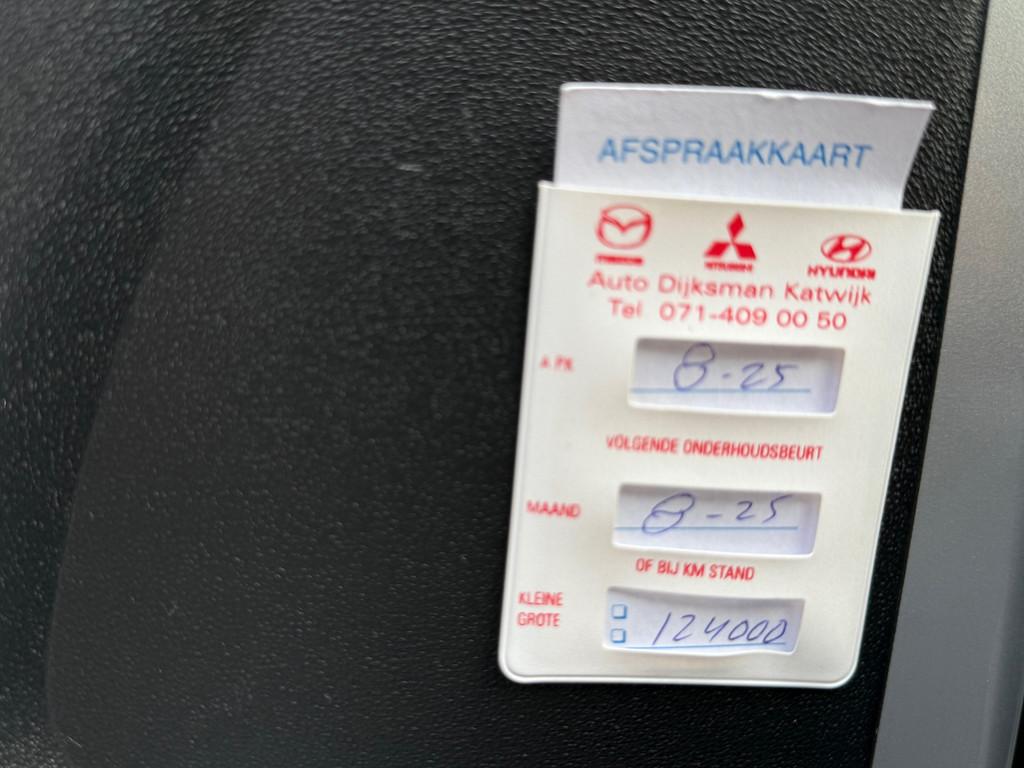 AFSPRAAKKAART
HYUNDAI
Auto Dijksman Katwijk
Tel 071-409 00 50
A.P.K.
8-25
VOLGENDE ONDERHOUDSBEURT
MAAND
8-25
OF BIJ KM STAND
KLEINE
GROTE
124000